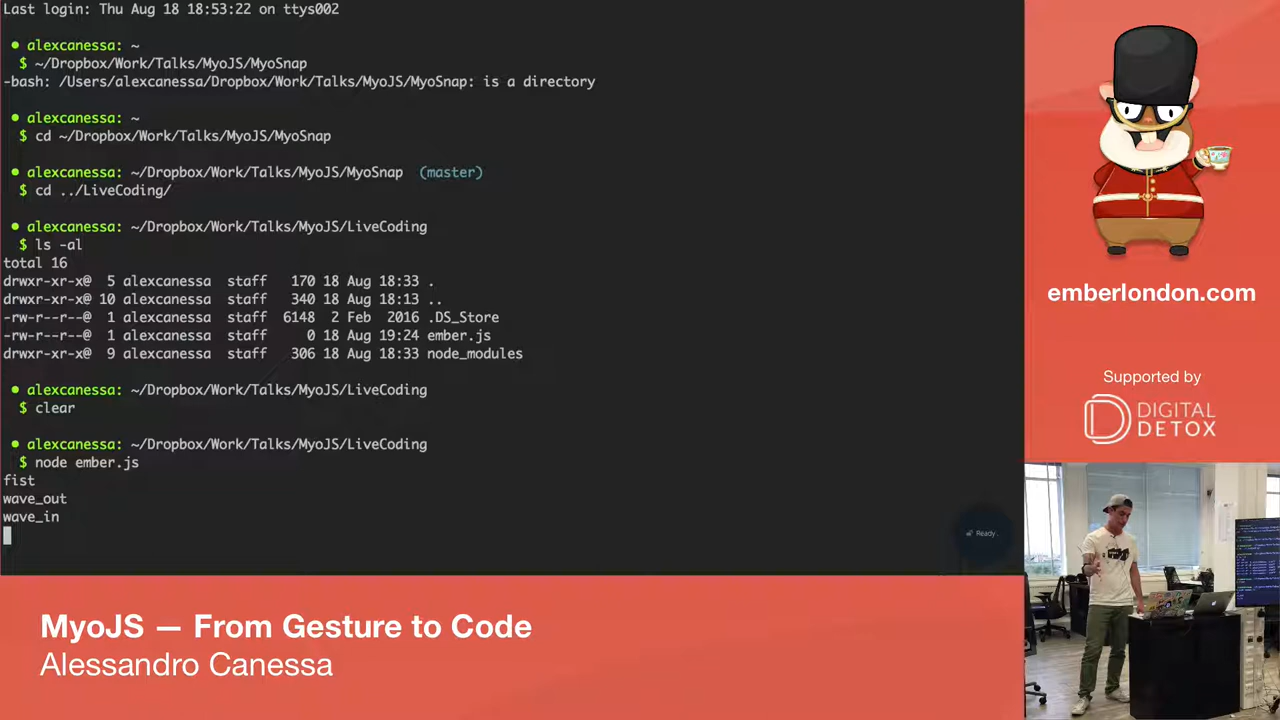 Last login: Thu Aug 18 18:53:22 on ttys002
● alexcanessa: ~
$ ~/Dropbox/Work/Talks/MyoJS/MyoSnap
-bash: /Users/alexcanessa/Dropbox/Work/Talks/MyoJS/MyoSnap: is a directory
● alexcanessa: ~
$ cd ~/Dropbox/Work/Talks/MyoJS/MyoSnap
● alexcanessa: ~/Dropbox/Work/Talks/MyoJS/MyoSnap (master)
$ cd ../LiveCoding/
● alexcanessa: ~/Dropbox/Work/Talks/MyoJS/LiveCoding
$ ls -al
total 16
drwxr-xr-x@ 5 alexcanessa staff 170 18 Aug 18:33 .
drwxr-xr-x@ 10 alexcanessa staff 340 18 Aug 18:13 ..
-rw-r--r--@ 1 alexcanessa staff 6148 2 Feb 2016 .DS_Store
-rw-r--r--@ 1 alexcanessa staff 0 18 Aug 19:24 ember.js
drwxr-xr-x@ 9 alexcanessa staff 306 18 Aug 18:33 node_modules
● alexcanessa: ~/Dropbox/Work/Talks/MyoJS/LiveCoding
$ clear
● alexcanessa: ~/Dropbox/Work/Talks/MyoJS/LiveCoding
$ node ember.js
fist
wave_out
wave_in
Ready.
emberlondon.com
Supported by
DIGITAL
DETOX
MyoJS — From Gesture to Code
Alessandro Canessa